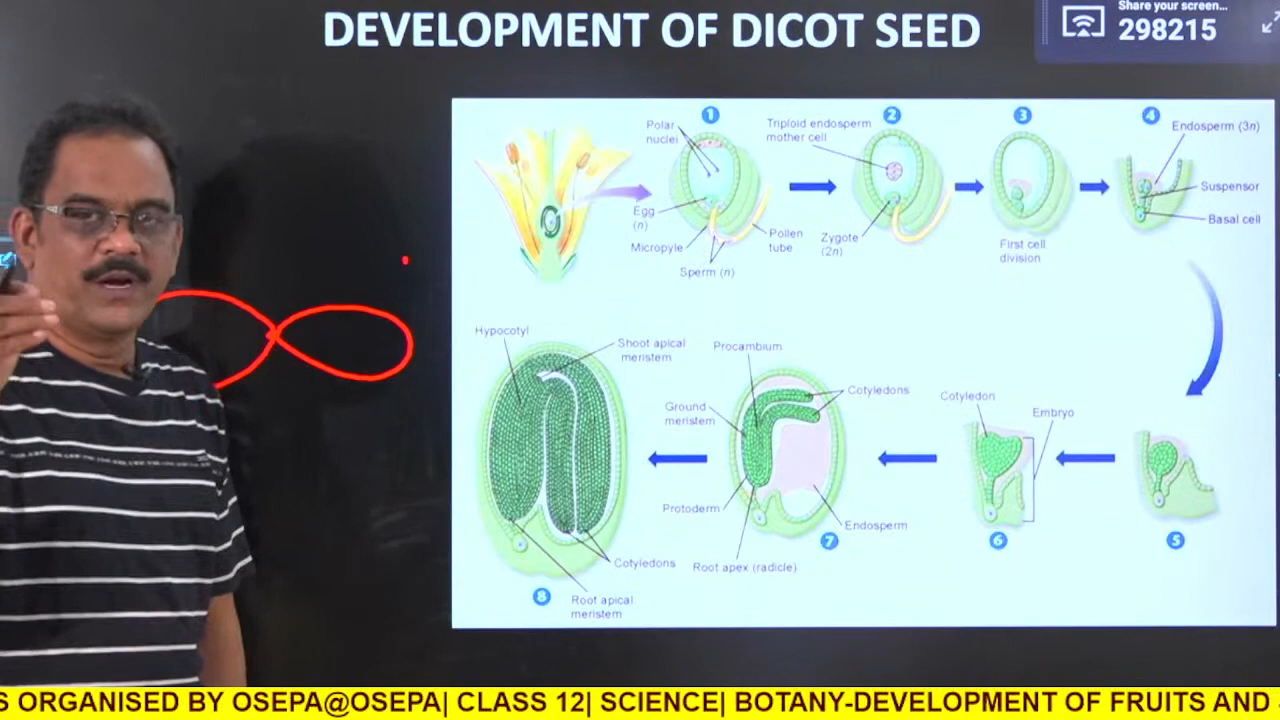 DEVELOPMENT OF DICOT SEED
Share your screen...
298215
1
2
3
4
Polar
nuclei
Triploid endosperm
mother cell
Endosperm (3n)
Suspensor
Basal cell
Egg
(n)
Micropyle
Sperm (n)
Pollen
tube
Zygote
(2n)
First cell
division
Hypocotyl
Shoot apical
meristem
Procambium
Cotyledons
Ground
meristem
Cotyledon
Embryo
Protoderm
Endosperm
Root apex (radicle)
Cotyledons
Root apical
meristem
8
7
6
5
S ORGANISED BY OSEPA@OSEPA| CLASS 12| SCIENCE| BOTANY-DEVELOPMENT OF FRUITS AND